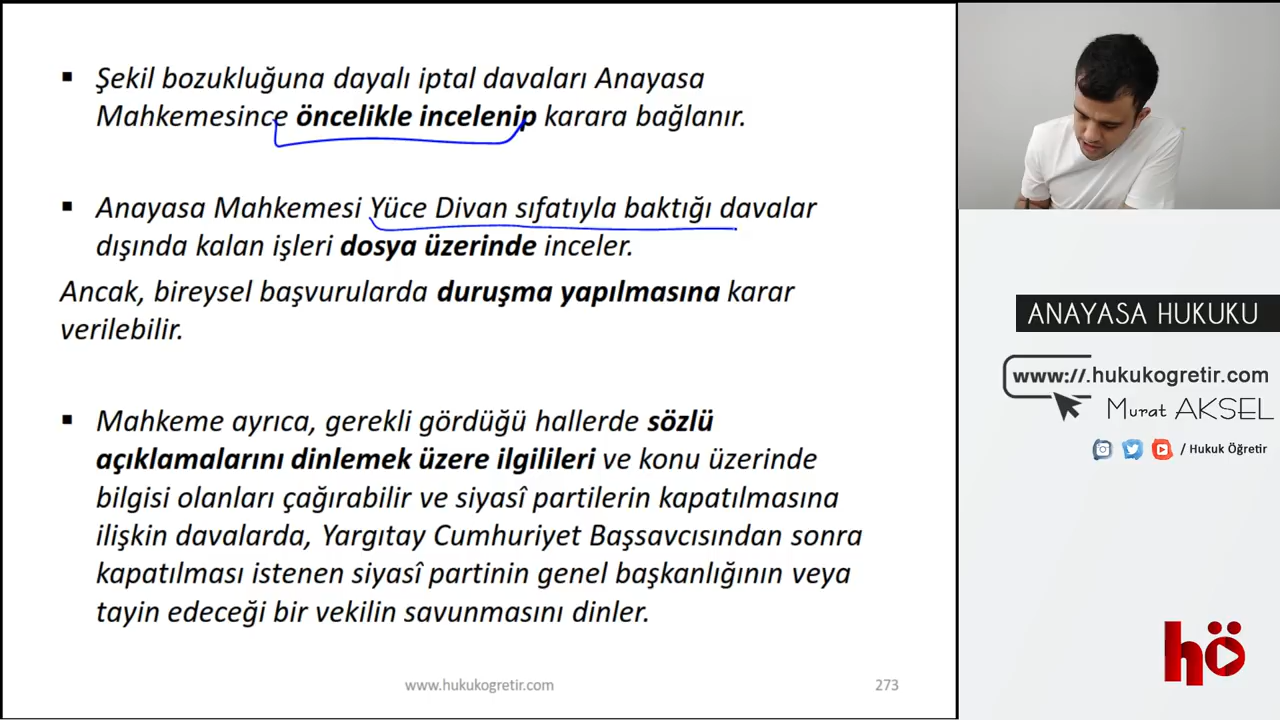 ▪ Şekil bozukluğuna dayalı iptal davaları Anayasa
Mahkemesince öncelikle incelenip karara bağlanır.
▪ Anayasa Mahkemesi Yüce Divan sıfatıyla baktığı davalar
dışında kalan işleri dosya üzerinde inceler.
Ancak, bireysel başvurularda duruşma yapılmasına karar
verilebilir.
▪ Mahkeme ayrıca, gerekli gördüğü hallerde sözlü
açıklamalarını dinlemek üzere ilgilileri ve konu üzerinde
bilgisi olanları çağırabilir ve siyasî partilerin kapatılmasına
ilişkin davalarda, Yargıtay Cumhuriyet Başsavcısından sonra
kapatılması istenen siyasî partinin genel başkanlığının veya
tayin edeceği bir vekilin savunmasını dinler.
www.hukukogretir.com
273
ANAYASA HUKUKU
www://.hukukogretir.com
Murat AKSEL
/ Hukuk Öğretir
hö